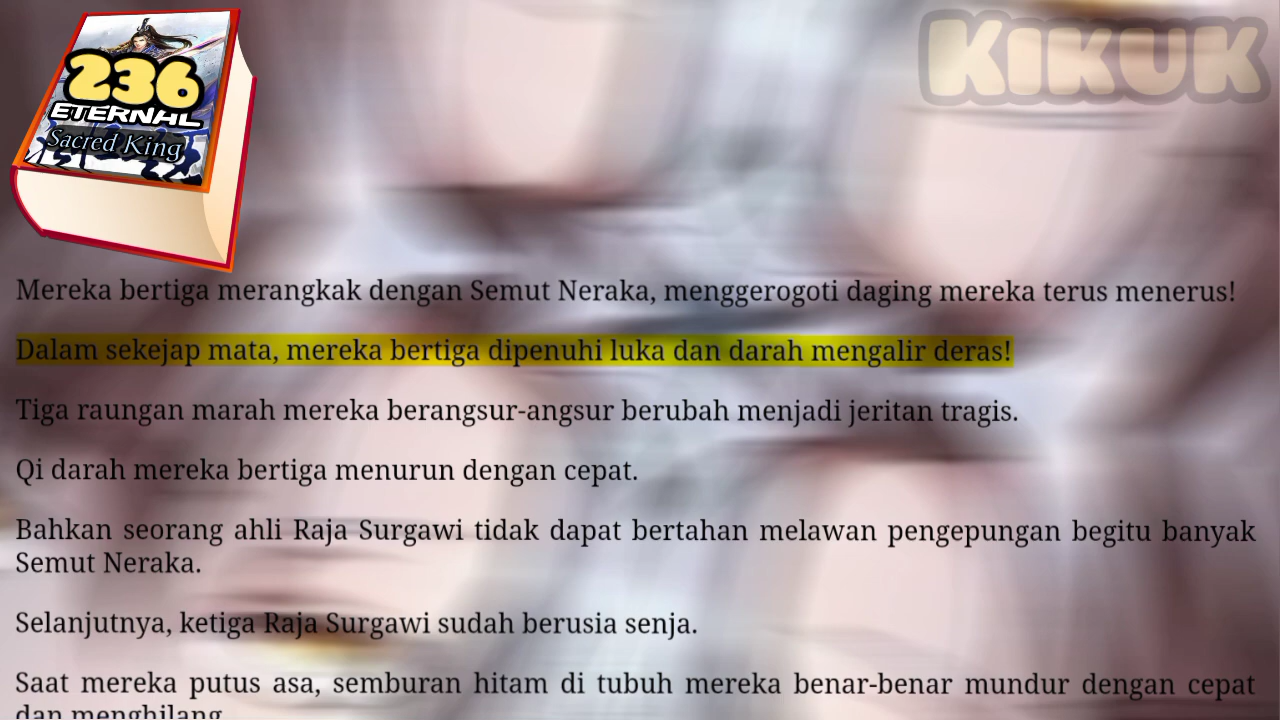 236
ETERNAL
Sacred King
KIKUK
Mereka bertiga merangkak dengan Semut Neraka, menggerogoti daging mereka terus menerus!
Dalam sekejap mata, mereka bertiga dipenuhi luka dan darah mengalir deras!
Tiga raungan marah mereka berangsur-angsur berubah menjadi jeritan tragis.
Qi darah mereka bertiga menurun dengan cepat.
Bahkan seorang ahli Raja Surgawi tidak dapat bertahan melawan pengepungan begitu banyak
Semut Neraka.
Selanjutnya, ketiga Raja Surgawi sudah berusia senja.
Saat mereka putus asa, semburan hitam di tubuh mereka benar-benar mundur dengan cepat
dan menghilang.